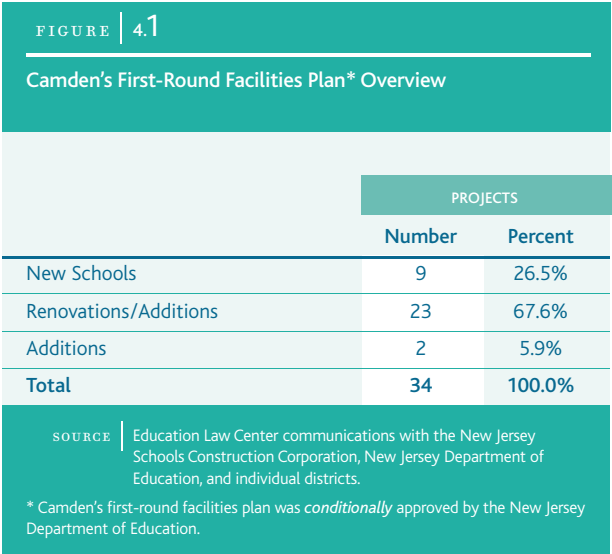 FIGURE 4.1
Camden's First-Round Facilities Plan* Overview
PROJECTS
Number Percent
New Schools 9 26.5%
Renovations/Additions 23 67.6%
Additions 2 5.9%
Total 34 100.0%
SOURCE Education Law Center communications with the New Jersey
Schools Construction Corporation, New Jersey Department of
Education, and individual districts.
* Camden's first-round facilities plan was conditionally approved by the New Jersey
Department of Education.